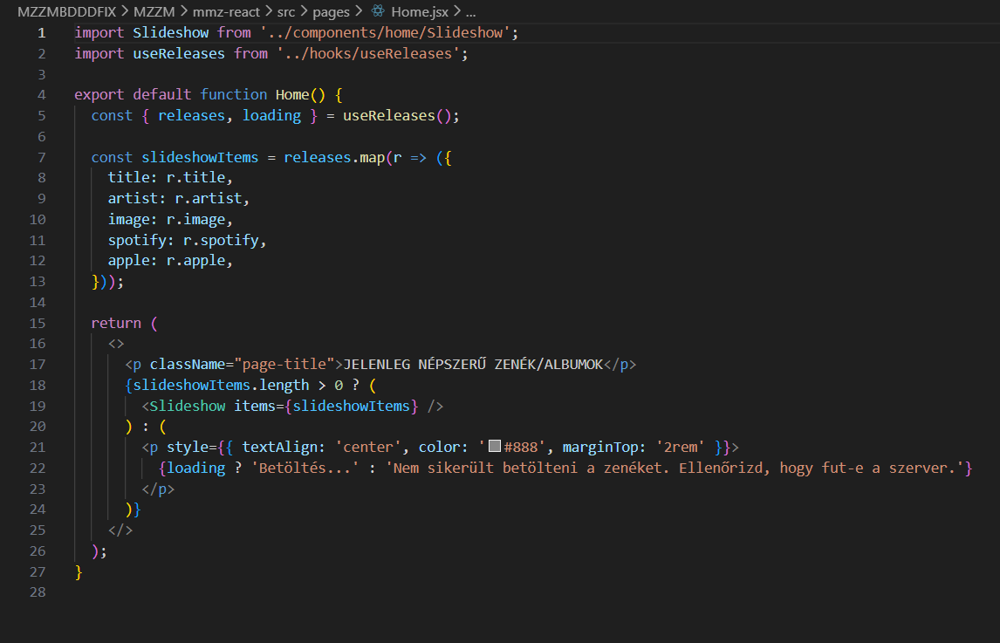 MZZMBDDDFIX > MZZM > mmz-react > src > pages > Home.jsx > ...
1 import Slideshow from '../components/home/Slideshow';
2 import useReleases from '../hooks/useReleases';
3
4 export default function Home() {
5   const { releases, loading } = useReleases();
6
7   const slideshowItems = releases.map(r => ({
8     title: r.title,
9     artist: r.artist,
10     image: r.image,
11     spotify: r.spotify,
12     apple: r.apple,
13   }));
14
15   return (
16     <>
17       <p className="page-title">JELENLEG NÉPSZERŰ ZENÉK/ALBUMOK</p>
18       {slideshowItems.length > 0 ? (
19         <Slideshow items={slideshowItems} />
20       ) : (
21         <p style={{ textAlign: 'center', color: '#888', marginTop: '2rem' }}>
22           {loading ? 'Betöltés...' : 'Nem sikerült betölteni a zenéket. Ellenőrizd, hogy fut-e a szerver.'}
23         </p>
24       )}
25     </>
26   );
27 }
28